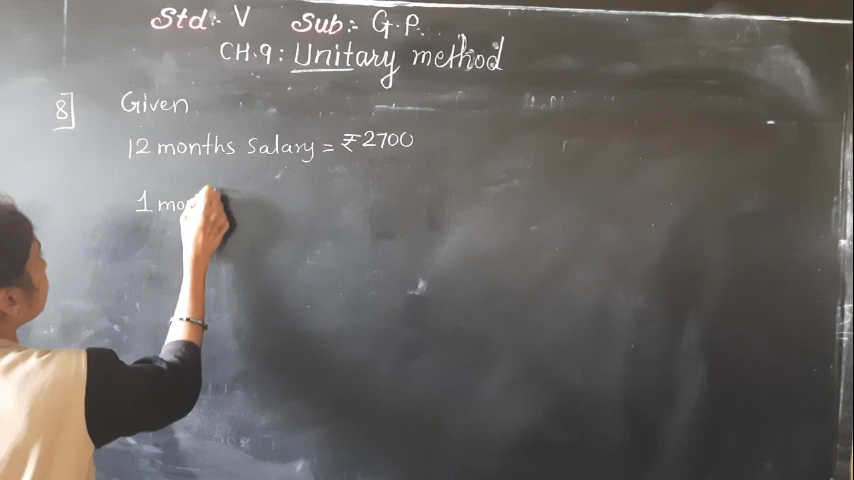 Std:- V Sub:- G.P.
CH.9: Unitary method
8] Given
12 months Salary = ₹2700
1 mo